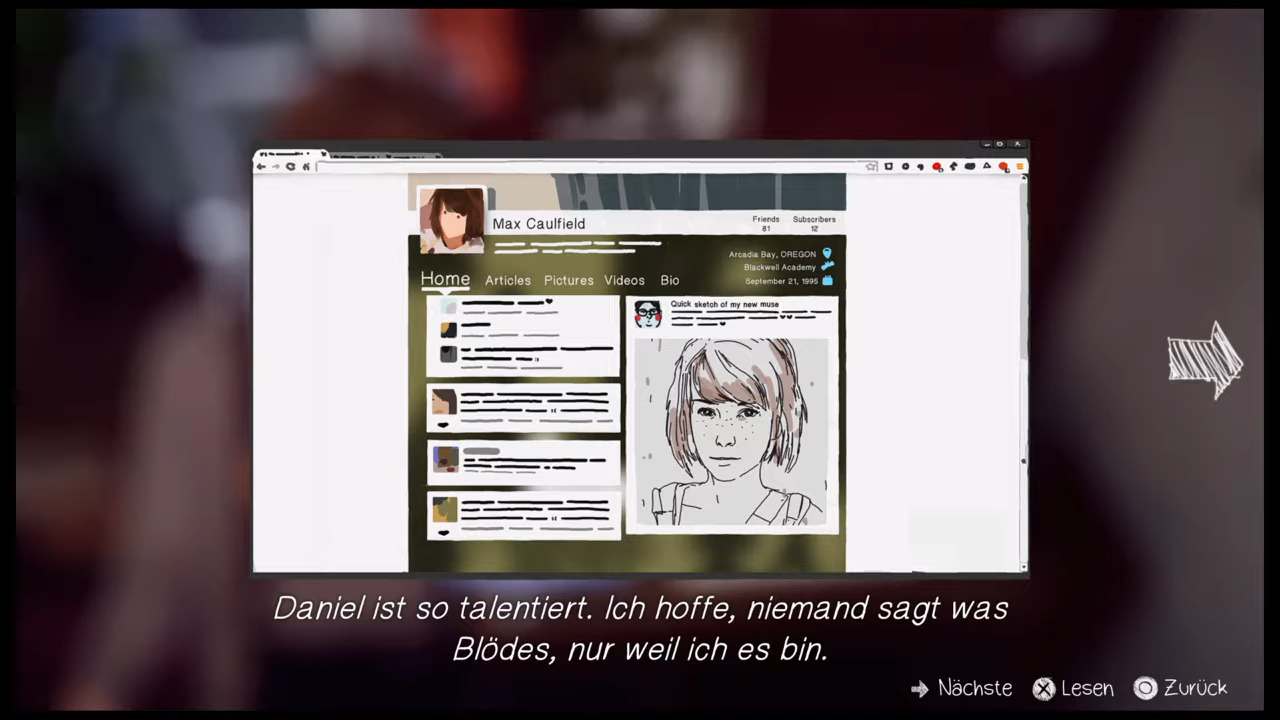 Max Caulfield
Friends
81
Subscribers
12
Arcadia Bay, OREGON
Blackwell Academy
September 21, 1995
Home Articles Pictures Videos Bio
Quick sketch of my new muse
Daniel ist so talentiert. Ich hoffe, niemand sagt was
Blödes, nur weil ich es bin.
Nächste Lesen Zurück